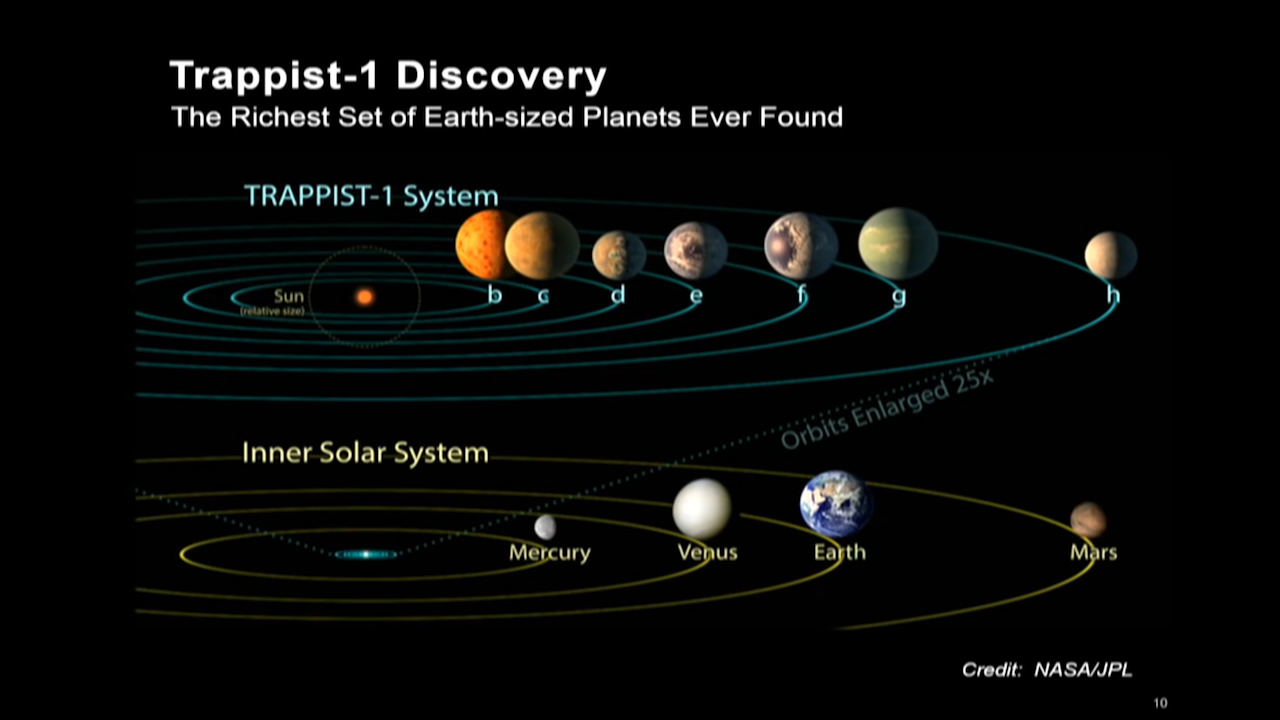 Trappist-1 Discovery
The Richest Set of Earth-sized Planets Ever Found
TRAPPIST-1 System
Sun
(relative size)
b c d e f g h
Orbits Enlarged 25x
Inner Solar System
Mercury Venus Earth Mars
Credit: NASA/JPL
10